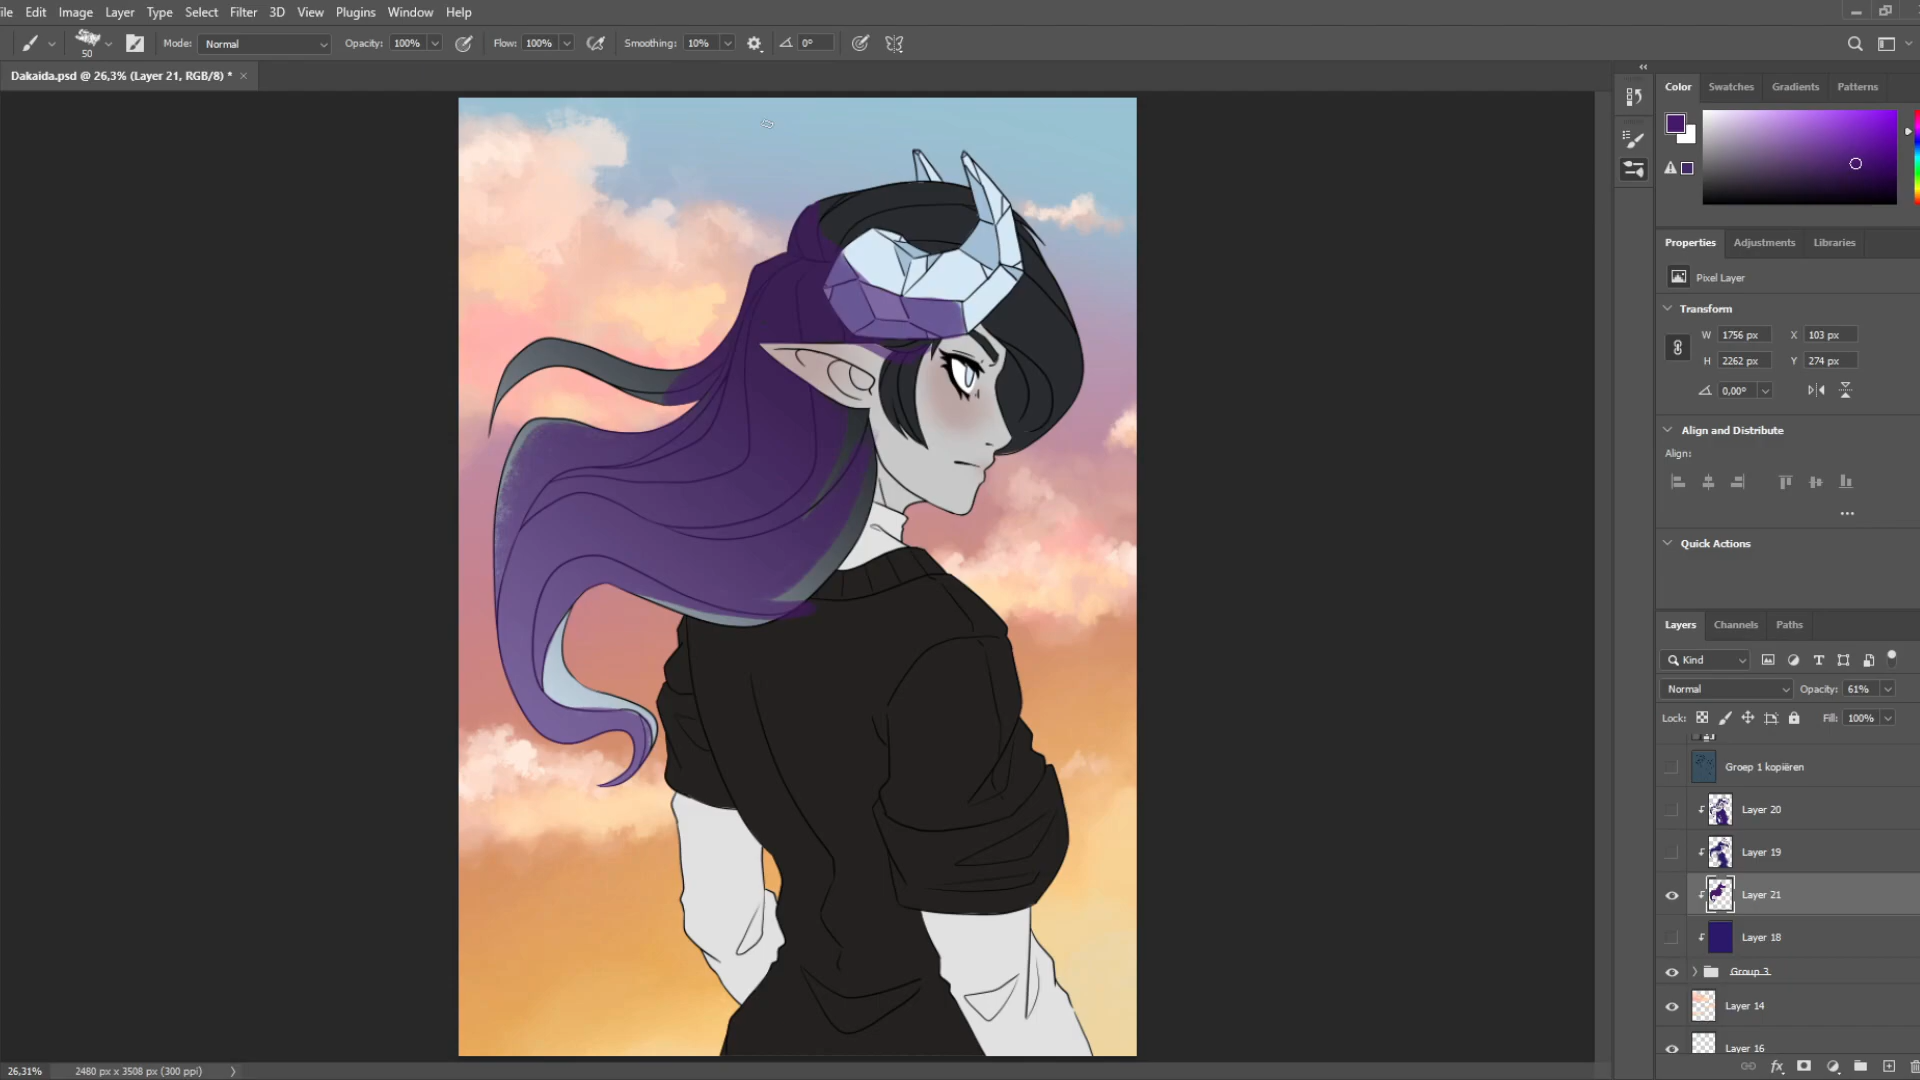 ile Edit Image Layer Type Select Filter 3D View Plugins Window Help
50 Mode: Normal Opacity: 100% Flow: 100% Smoothing: 10% 0°
Dakaida.psd @ 26,3% (Layer 21, RGB/8) * ×
Color Swatches Gradients Patterns
Properties Adjustments Libraries
Pixel Layer
Transform
W 1756 px X 103 px
H 2262 px Y 274 px
0,00°
Align and Distribute
Align:
Quick Actions
Layers Channels Paths
Kind
Normal Opacity: 61%
Lock: Fill: 100%
Groep 1 kopiëren
Layer 20
Layer 19
Layer 21
Layer 18
Group 3
Layer 14
Layer 16
26,31% 2480 px x 3508 px (300 ppi)